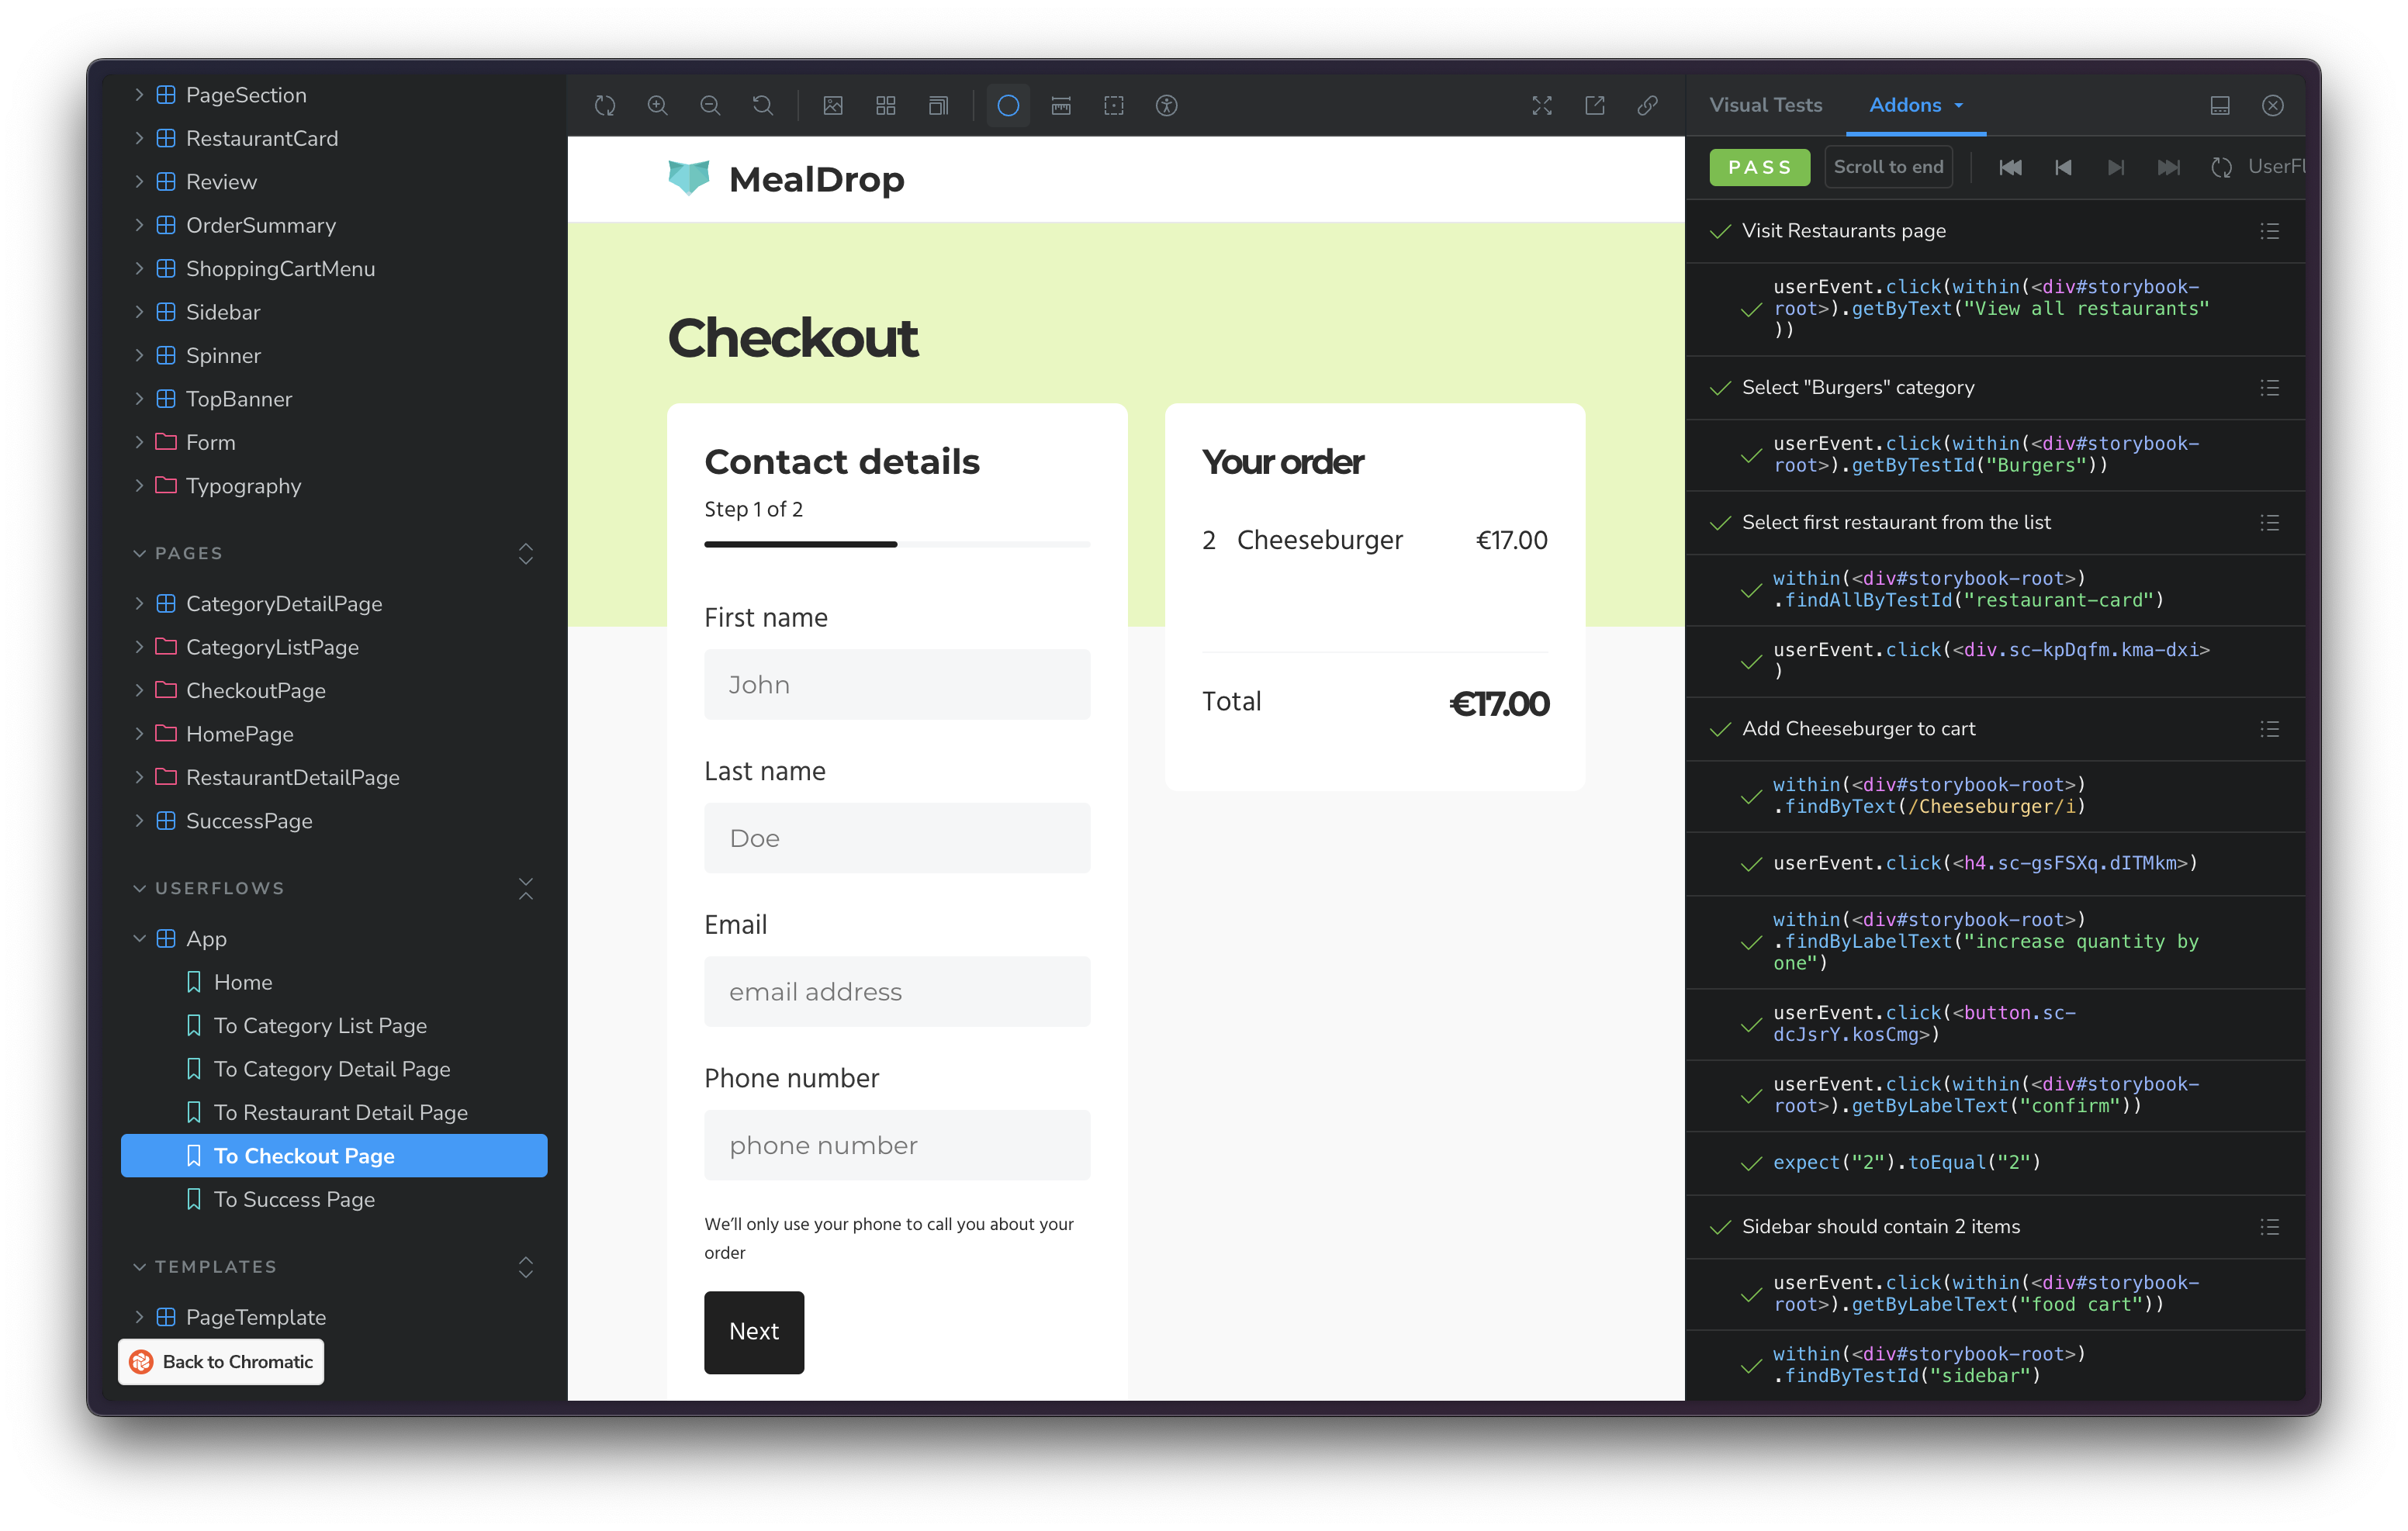 PageSection
RestaurantCard
Review
OrderSummary
ShoppingCartMenu
Sidebar
Spinner
TopBanner
Form
Typography
PAGES
CategoryDetailPage
CategoryListPage
CheckoutPage
HomePage
RestaurantDetailPage
SuccessPage
USERFLOWS
App
Home
To Category List Page
To Category Detail Page
To Restaurant Detail Page
To Checkout Page
To Success Page
TEMPLATES
PageTemplate
Back to Chromatic
MealDrop
Checkout
Contact details
Step 1 of 2
First name
John
Last name
Doe
Email
email address
Phone number
phone number
We’ll only use your phone to call you about your
order
Next
Your order
2 Cheeseburger €17.00
Total €17.00
Visual Tests Addons
PASS Scroll to end UserFl
Visit Restaurants page
userEvent.click(within(<div#storybook-
root>).getByText("View all restaurants"
))
Select "Burgers" category
userEvent.click(within(<div#storybook-
root>).getByTestId("Burgers"))
Select first restaurant from the list
within(<div#storybook-root>)
.findAllByTestId("restaurant-card")
userEvent.click(<div.sc-kpDqfm.kma-dxi>
)
Add Cheeseburger to cart
within(<div#storybook-root>)
.findByText(/Cheeseburger/i)
userEvent.click(<h4.sc-gsFSXq.dITMkm>)
within(<div#storybook-root>)
.findByLabelText("increase quantity by
one")
userEvent.click(<button.sc-
dcJsrY.kosCmg>)
userEvent.click(within(<div#storybook-
root>).getByLabelText("confirm"))
expect("2").toEqual("2")
Sidebar should contain 2 items
userEvent.click(within(<div#storybook-
root>).getByLabelText("food cart"))
within(<div#storybook-root>)
.findByTestId("sidebar")